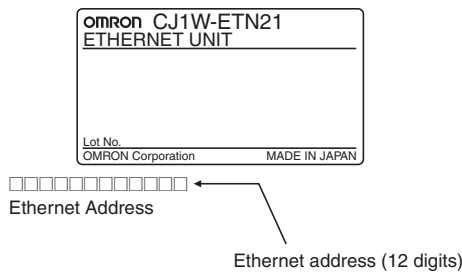 OMRON CJ1W-ETN21
ETHERNET UNIT
Lot No.
OMRON Corporation MADE IN JAPAN
□□□□□□□□□□□□
Ethernet Address
Ethernet address (12 digits)